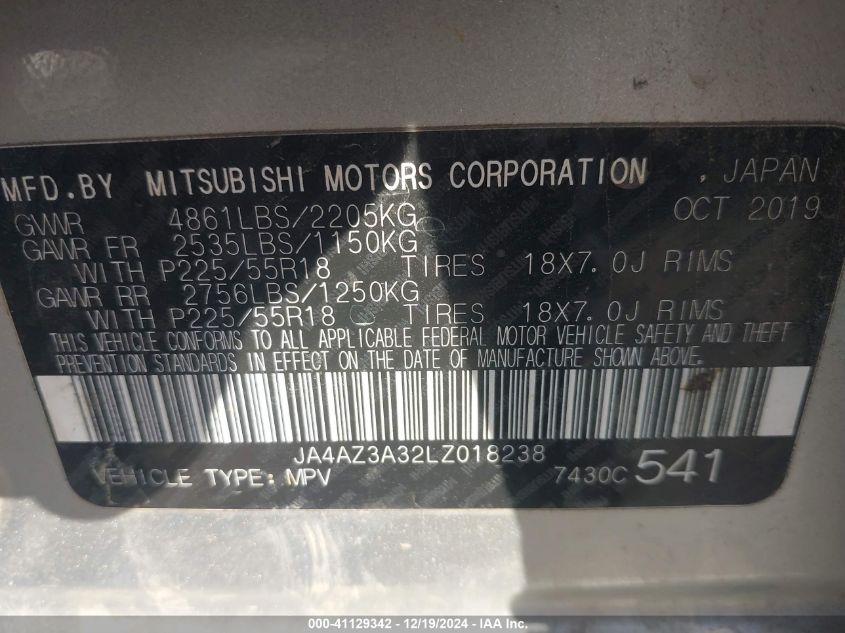 MFD.BY MITSUBISHI MOTORS CORPORATION , JAPAN
GVWR 4861LBS/2205KG OCT 2019
GAWR FR 2535LBS/1150KG
WITH P225/55R18 TIRES 18X7.0J RIMS
GAWR RR 2756LBS/1250KG
WITH P225/55R18 TIRES 18X7.0J RIMS
THIS VEHICLE CONFORMS TO ALL APPLICABLE FEDERAL MOTOR VEHICLE SAFETY AND THEFT
PREVENTION STANDARDS IN EFFECT ON THE DATE OF MANUFACTURE SHOWN ABOVE.
JA4AZ3A32LZ018238
VEHICLE TYPE: MPV 7430C 541
000-41129342 / 12/19/2024 - IAA, Inc.